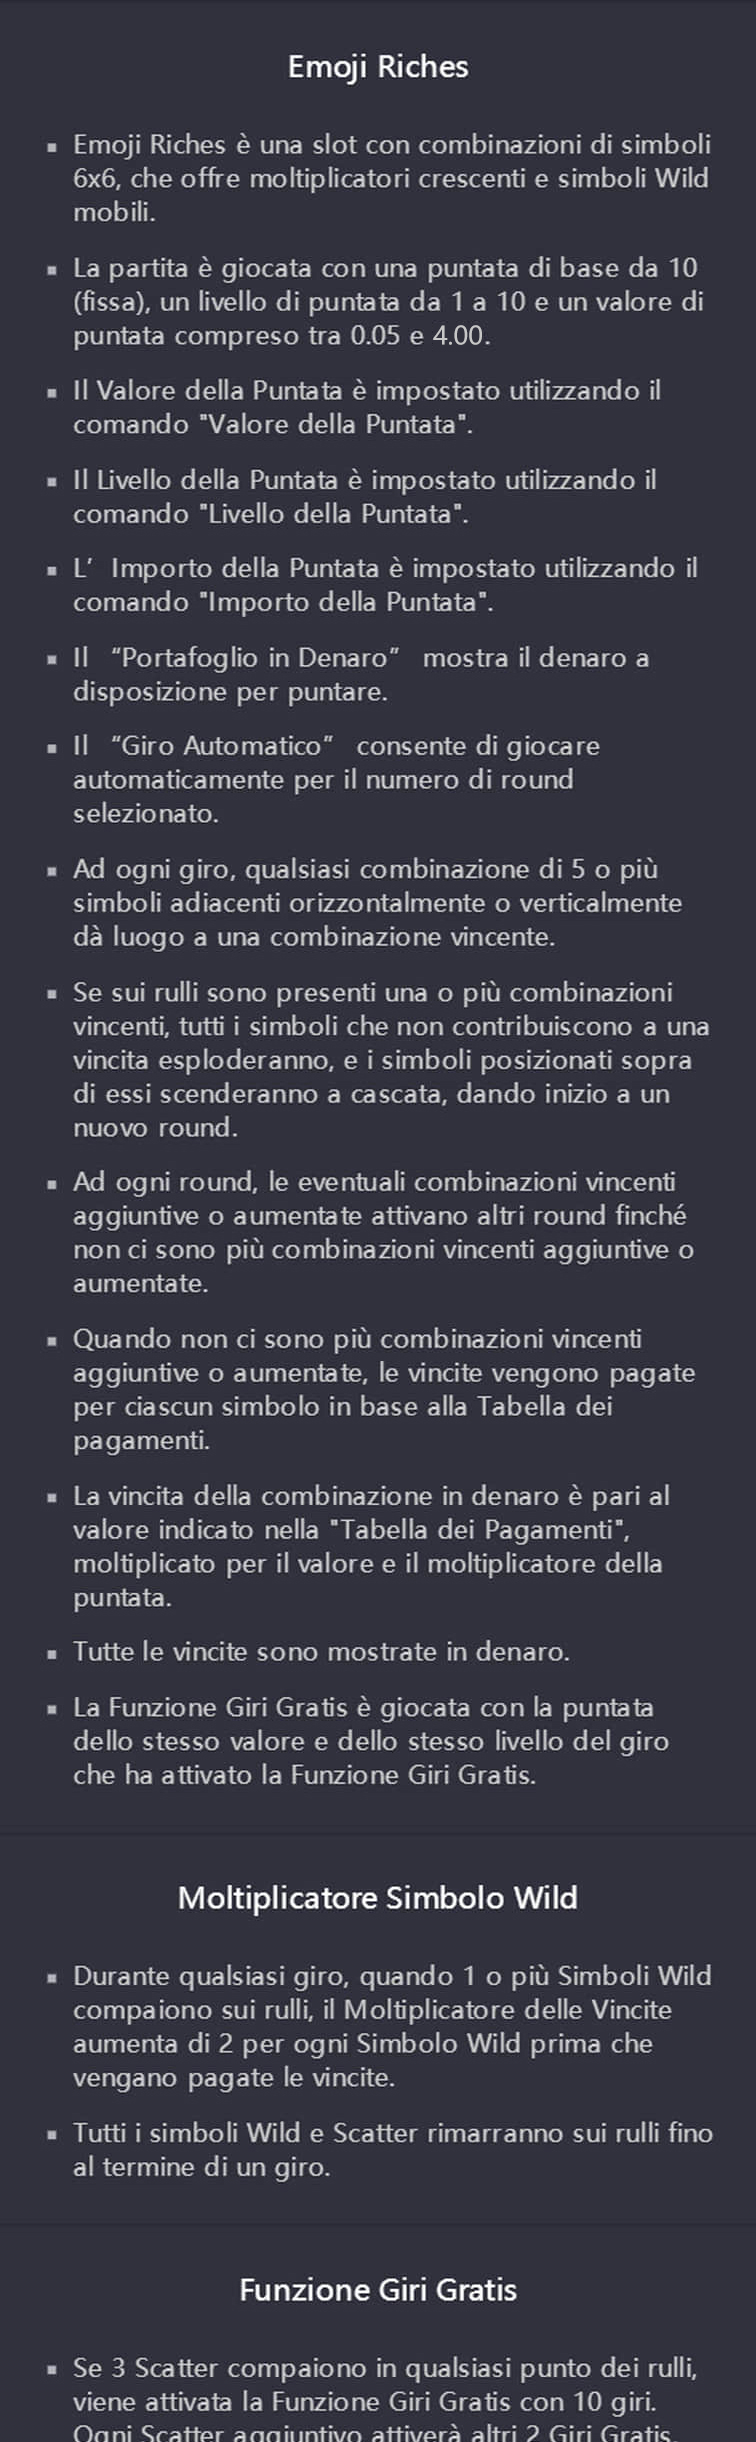 Emoji Riches
▪ Emoji Riches è una slot con combinazioni di simboli
6x6, che offre moltiplicatori crescenti e simboli Wild
mobili.
▪ La partita è giocata con una puntata di base da 10
(fissa), un livello di puntata da 1 a 10 e un valore di
puntata compreso tra 0.05 e 4.00.
▪ Il Valore della Puntata è impostato utilizzando il
comando "Valore della Puntata".
▪ Il Livello della Puntata è impostato utilizzando il
comando "Livello della Puntata".
▪ L’ Importo della Puntata è impostato utilizzando il
comando "Importo della Puntata".
▪ Il “Portafoglio in Denaro” mostra il denaro a
disposizione per puntare.
▪ Il “Giro Automatico” consente di giocare
automaticamente per il numero di round
selezionato.
▪ Ad ogni giro, qualsiasi combinazione di 5 o più
simboli adiacenti orizzontalmente o verticalmente
dà luogo a una combinazione vincente.
▪ Se sui rulli sono presenti una o più combinazioni
vincenti, tutti i simboli che non contribuiscono a una
vincita esploderanno, e i simboli posizionati sopra
di essi scenderanno a cascata, dando inizio a un
nuovo round.
▪ Ad ogni round, le eventuali combinazioni vincenti
aggiuntive o aumentate attivano altri round finché
non ci sono più combinazioni vincenti aggiuntive o
aumentate.
▪ Quando non ci sono più combinazioni vincenti
aggiuntive o aumentate, le vincite vengono pagate
per ciascun simbolo in base alla Tabella dei
pagamenti.
▪ La vincita della combinazione in denaro è pari al
valore indicato nella "Tabella dei Pagamenti",
moltiplicato per il valore e il moltiplicatore della
puntata.
▪ Tutte le vincite sono mostrate in denaro.
▪ La Funzione Giri Gratis è giocata con la puntata
dello stesso valore e dello stesso livello del giro
che ha attivato la Funzione Giri Gratis.
Moltiplicatore Simbolo Wild
▪ Durante qualsiasi giro, quando 1 o più Simboli Wild
compaiono sui rulli, il Moltiplicatore delle Vincite
aumenta di 2 per ogni Simbolo Wild prima che
vengano pagate le vincite.
▪ Tutti i simboli Wild e Scatter rimarranno sui rulli fino
al termine di un giro.
Funzione Giri Gratis
▪ Se 3 Scatter compaiono in qualsiasi punto dei rulli,
viene attivata la Funzione Giri Gratis con 10 giri.
Ogni Scatter aggiuntivo attiverà altri 2 Giri Gratis.